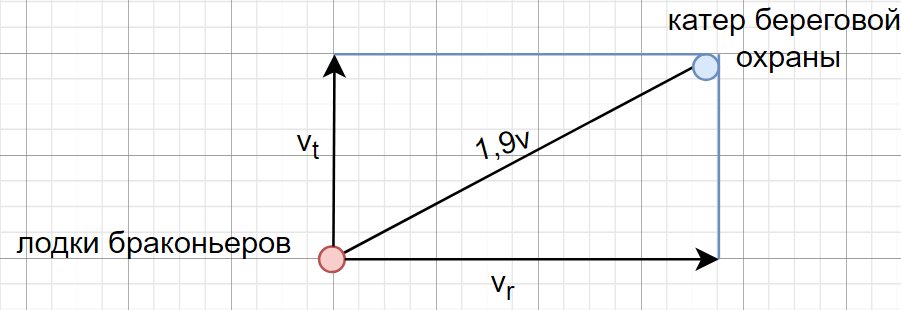 катер береговой
охраны
v_t
1,9v
лодки браконьеров
v_r